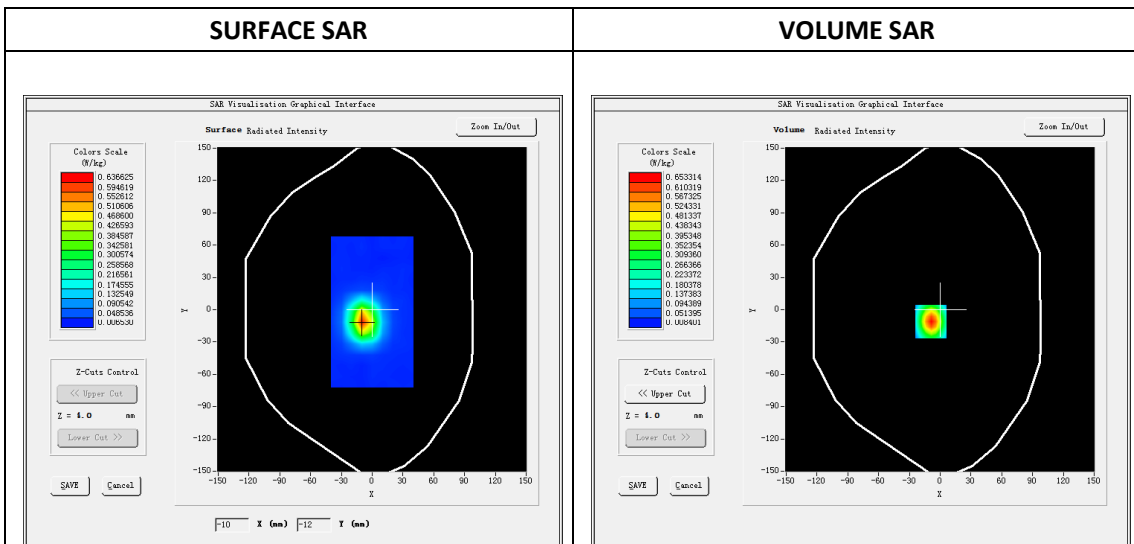 SURFACE SAR
VOLUME SAR
SAR Visualisation Graphical Interface
Surface Radiated Intensity
Zoom In/Out
Colors Scale
(W/kg)
0.636625
0.594619
0.552612
0.510606
0.468600
0.426593
0.384587
0.342581
0.300574
0.258568
0.216561
0.174555
0.132549
0.090542
0.048536
0.006530
150
120
90
60
30
0
-30
-60
-90
-120
-150
Y
-150 -120 -90 -60 -30 0 30 60 90 120 150
X
Z-Cuts Control
<< Upper Cut
Z = 4.0 mm
Lower Cut >>
SAVE
Cancel
-10 X (mm) -12 Y (mm)
SAR Visualisation Graphical Interface
Volume Radiated Intensity
Zoom In/Out
Colors Scale
(W/kg)
0.653314
0.610319
0.567325
0.524331
0.481337
0.438343
0.395348
0.352354
0.309360
0.266366
0.223372
0.180378
0.137383
0.094389
0.051395
0.008401
150
120
90
60
30
0
-30
-60
-90
-120
-150
Y
-150 -120 -90 -60 -30 0 30 60 90 120 150
X
Z-Cuts Control
<< Upper Cut
Z = 4.0 mm
Lower Cut >>
SAVE
Cancel